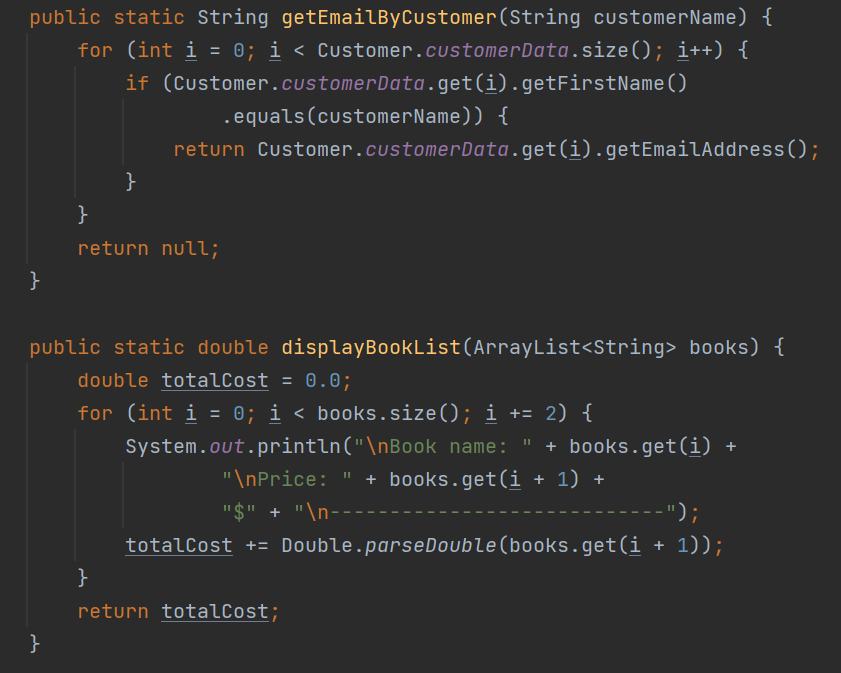 public static String getEmailByCustomer(String customerName) {
    for (int i = 0; i < Customer.customerData.size(); i++) {
        if (Customer.customerData.get(i).getFirstName()
                .equals(customerName)) {
            return Customer.customerData.get(i).getEmailAddress();
        }
    }
    return null;
}

public static double displayBookList(ArrayList<String> books) {
    double totalCost = 0.0;
    for (int i = 0; i < books.size(); i += 2) {
        System.out.println("\nBook name: " + books.get(i) +
                "\nPrice: " + books.get(i + 1) +
                "$" + "\n----------------------------");
        totalCost += Double.parseDouble(books.get(i + 1));
    }
    return totalCost;
}